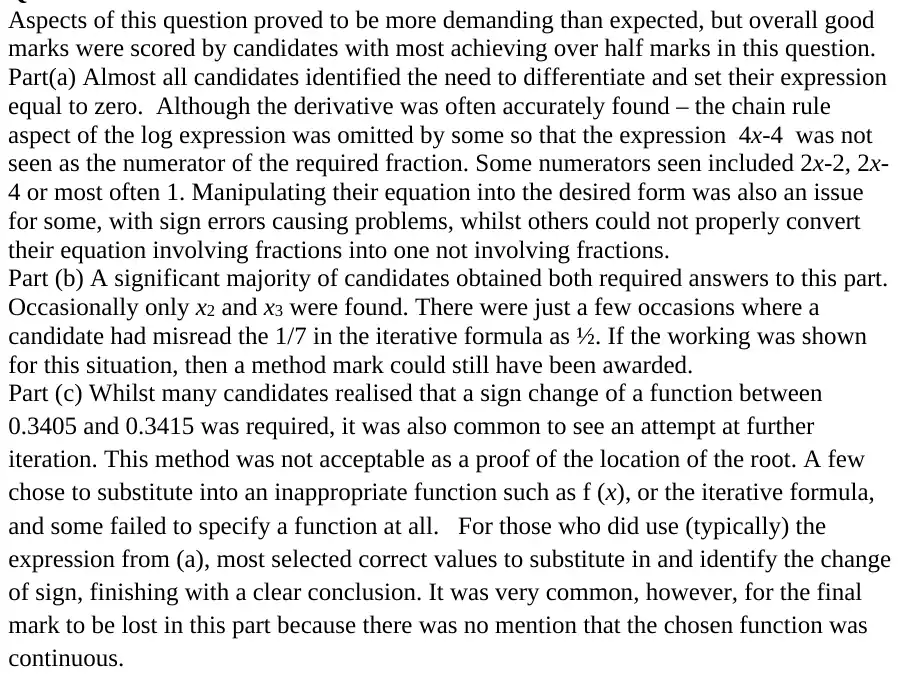 Aspects of this question proved to be more demanding than expected, but overall good
marks were scored by candidates with most achieving over half marks in this question.
Part(a) Almost all candidates identified the need to differentiate and set their expression
equal to zero.  Although the derivative was often accurately found – the chain rule
aspect of the log expression was omitted by some so that the expression  4x-4  was not
seen as the numerator of the required fraction. Some numerators seen included 2x-2, 2x-
4 or most often 1. Manipulating their equation into the desired form was also an issue
for some, with sign errors causing problems, whilst others could not properly convert
their equation involving fractions into one not involving fractions.
Part (b) A significant majority of candidates obtained both required answers to this part.
Occasionally only x2 and x3 were found. There were just a few occasions where a
candidate had misread the 1/7 in the iterative formula as ½. If the working was shown
for this situation, then a method mark could still have been awarded.
Part (c) Whilst many candidates realised that a sign change of a function between
0.3405 and 0.3415 was required, it was also common to see an attempt at further
iteration. This method was not acceptable as a proof of the location of the root. A few
chose to substitute into an inappropriate function such as f (x), or the iterative formula,
and some failed to specify a function at all.   For those who did use (typically) the
expression from (a), most selected correct values to substitute in and identify the change
of sign, finishing with a clear conclusion. It was very common, however, for the final
mark to be lost in this part because there was no mention that the chosen function was
continuous.